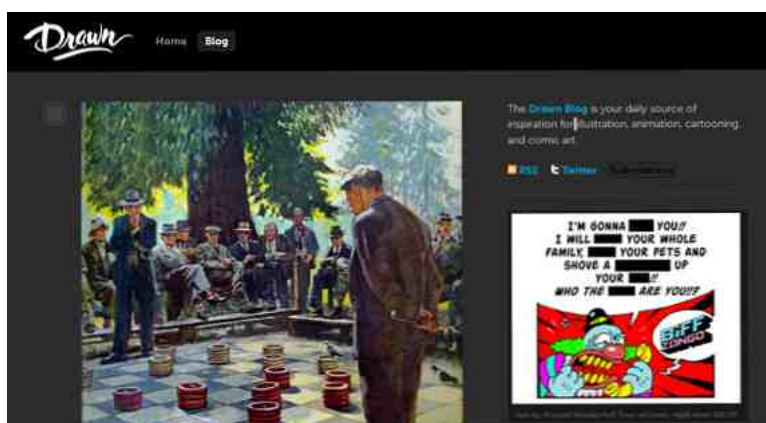 Drawn
Home Blog
The Drawn Blog is your daily source of
inspiration for illustration, animation, cartooning,
and comic art.
RSS Twitter
I'M GONNA YOU!!
I WILL YOUR WHOLE
FAMILY, YOUR PETS AND
SHOVE A UP
YOUR !!
WHO THE ARE YOU!!?
BIFF
ZONGO